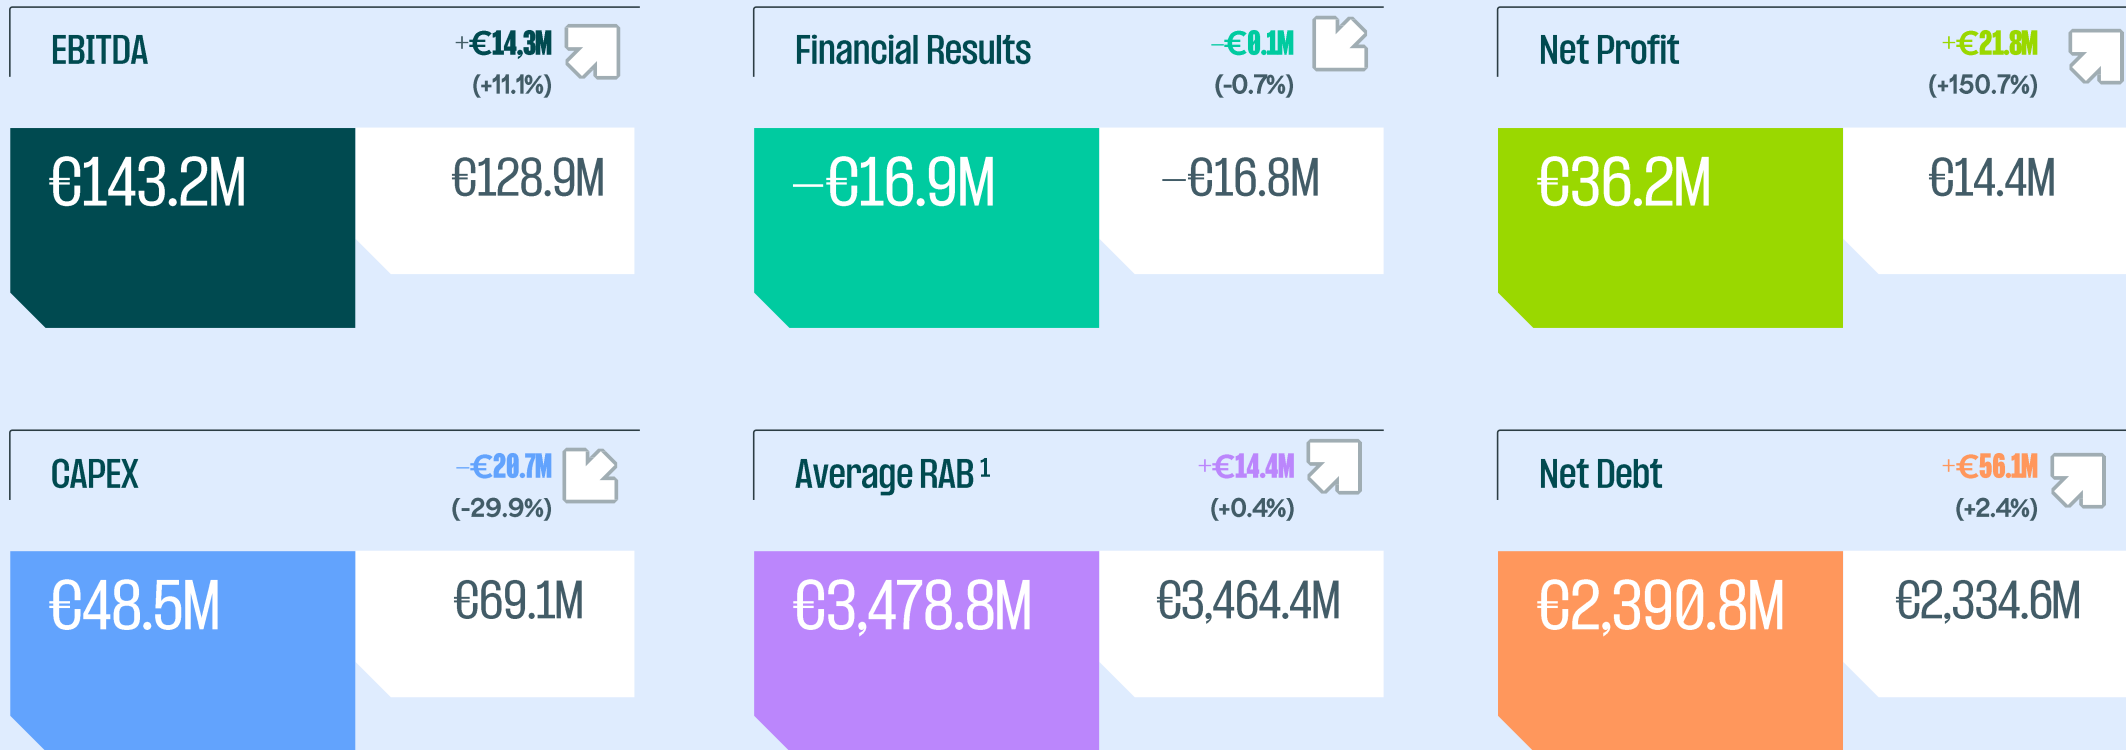 EBITDA
+€14,3M
(+11.1%)
€143.2M
€128.9M
Financial Results
–€0.1M
(-0.7%)
–€16.9M
–€16.8M
Net Profit
+€21.8M
(+150.7%)
€36.2M
€14.4M
CAPEX
–€20.7M
(-29.9%)
€48.5M
€69.1M
Average RAB ¹
+€14.4M
(+0.4%)
€3,478.8M
€3,464.4M
Net Debt
+€56.1M
(+2.4%)
€2,390.8M
€2,334.6M